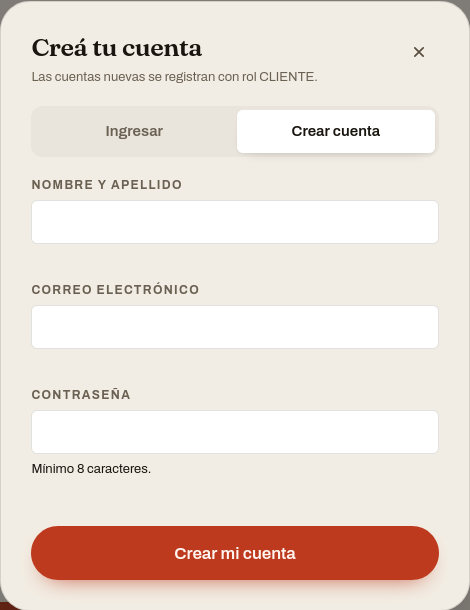 Creá tu cuenta
Las cuentas nuevas se registran con rol CLIENTE.
Ingresar
Crear cuenta
NOMBRE Y APELLIDO
CORREO ELECTRÓNICO
CONTRASEÑA
Mínimo 8 caracteres.
Crear mi cuenta